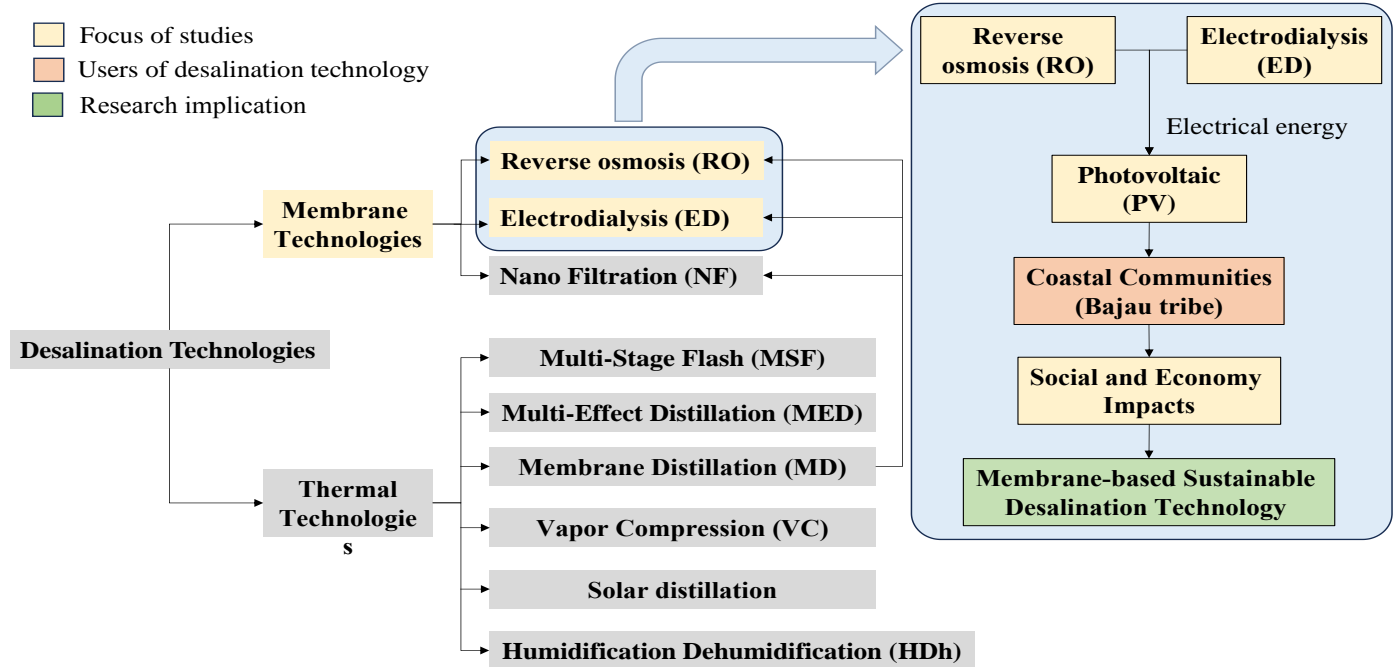 Focus of studies
Users of desalination technology
Research implication
Desalination Technologies
Membrane
Technologies
Reverse osmosis (RO)
Electrodialysis (ED)
Nano Filtration (NF)
Thermal
Technologie
s
Multi-Stage Flash (MSF)
Multi-Effect Distillation (MED)
Membrane Distillation (MD)
Vapor Compression (VC)
Solar distillation
Humidification Dehumidification (HDh)
Reverse
osmosis (RO)
Electrodialysis
(ED)
Electrical energy
Photovoltaic
(PV)
Coastal Communities
(Bajau tribe)
Social and Economy
Impacts
Membrane-based Sustainable
Desalination Technology